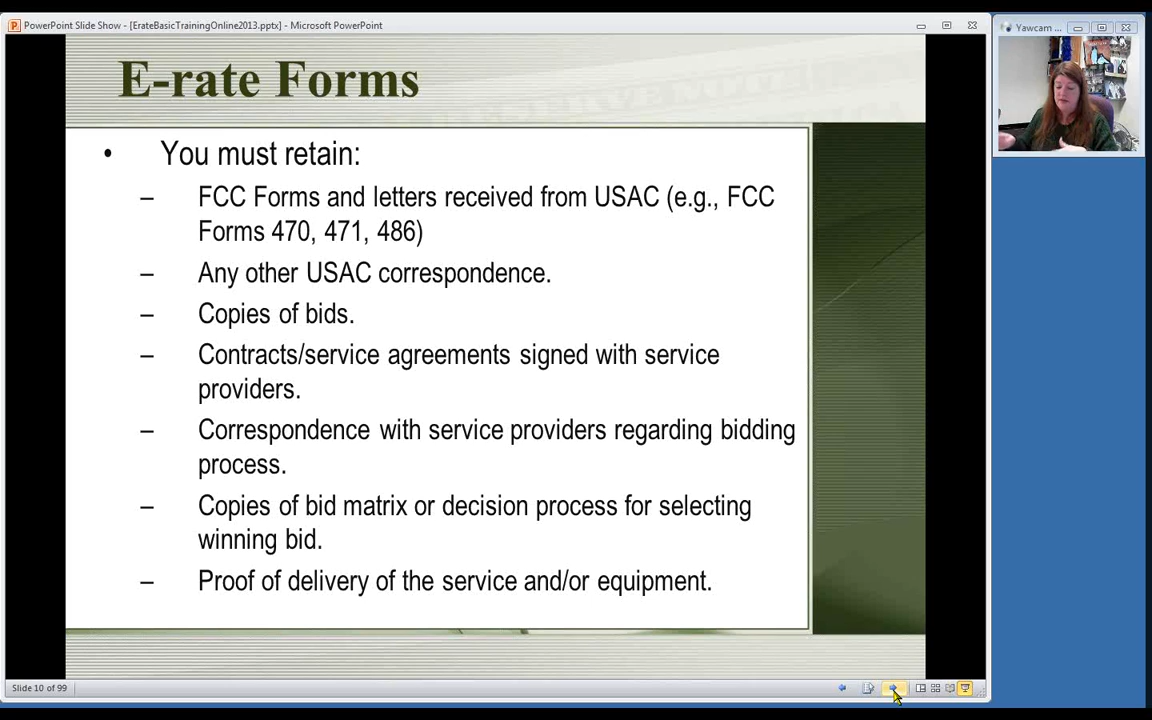 PowerPoint Slide Show - [ErateBasicTrainingOnline2013.pptx] - Microsoft PowerPoint
Yawcam ...
E-rate Forms
• You must retain:
– FCC Forms and letters received from USAC (e.g., FCC
Forms 470, 471, 486)
– Any other USAC correspondence.
– Copies of bids.
– Contracts/service agreements signed with service
providers.
– Correspondence with service providers regarding bidding
process.
– Copies of bid matrix or decision process for selecting
winning bid.
– Proof of delivery of the service and/or equipment.
Slide 10 of 99